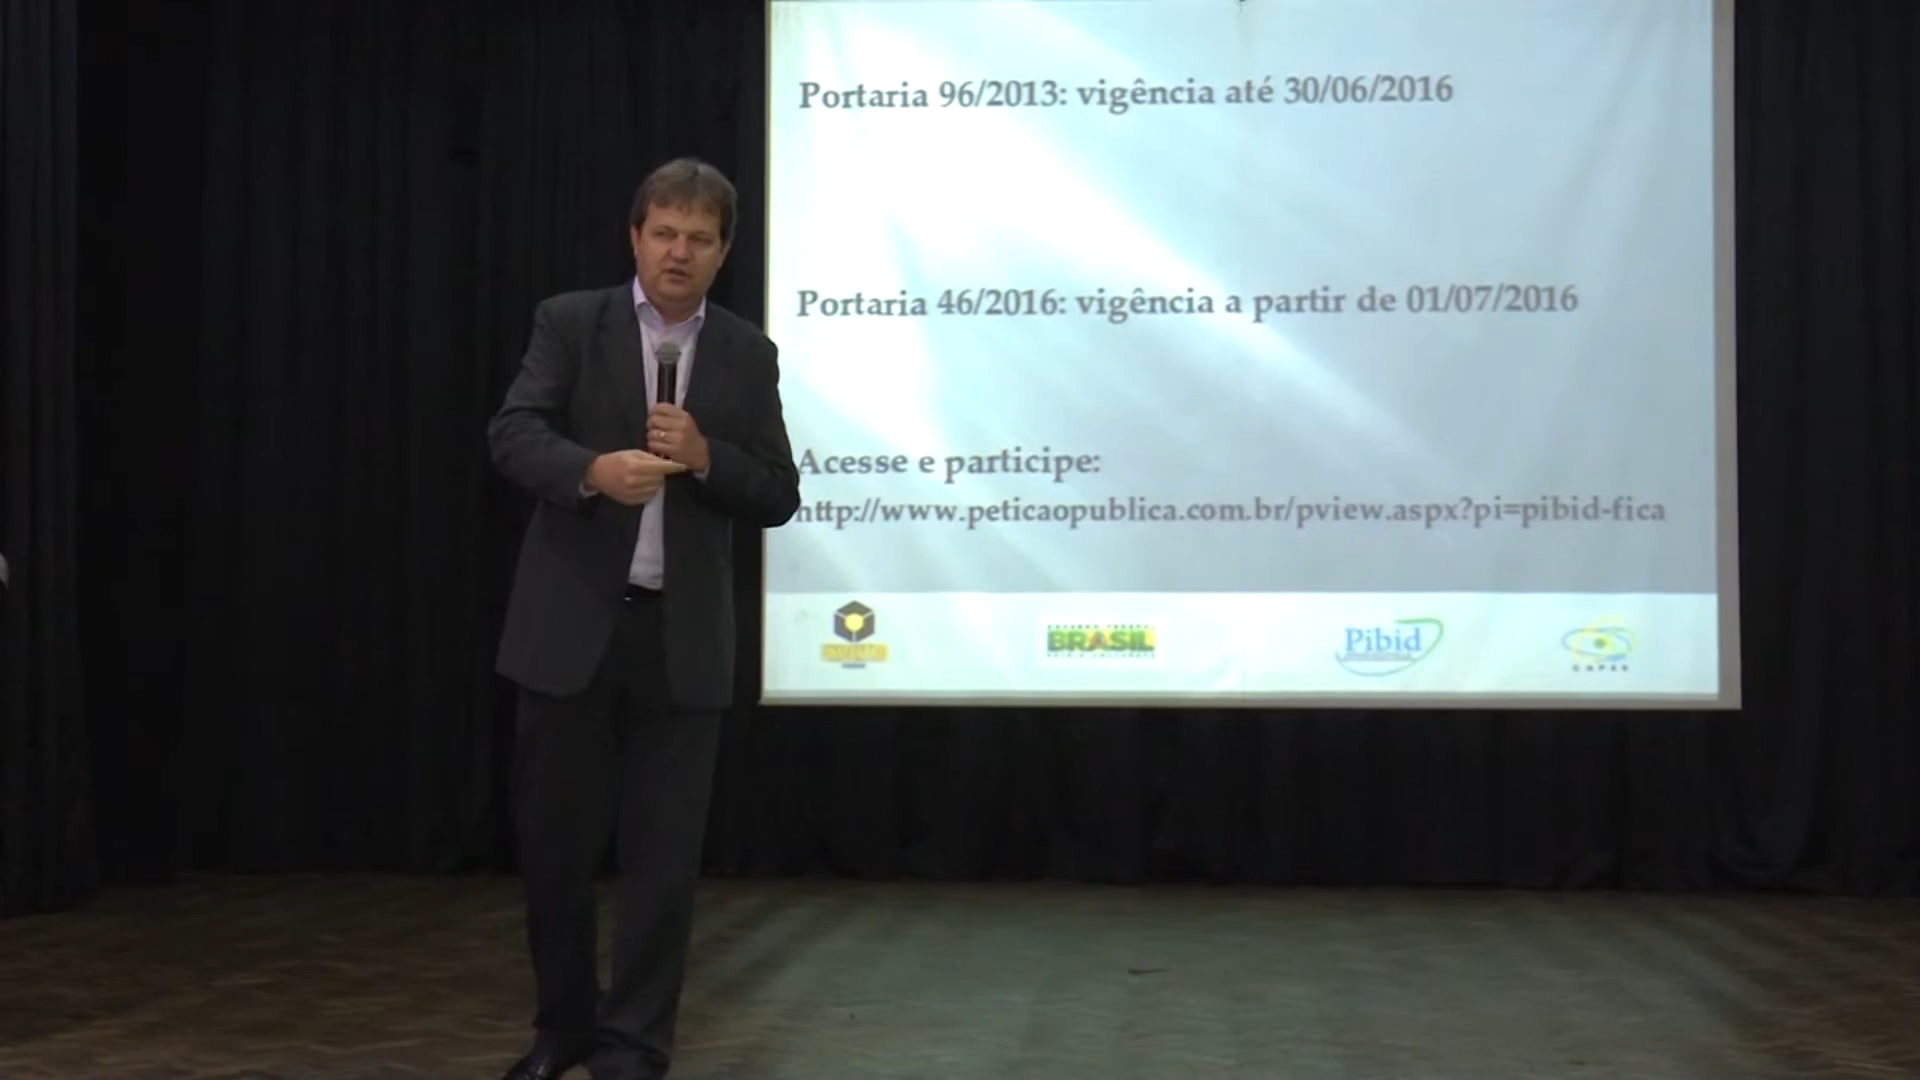 Portaria 96/2013: vigência até 30/06/2016
Portaria 46/2016: vigência a partir de 01/07/2016
Acesse e participe:
http://www.peticaopublica.com.br/pview.aspx?pi=pibid-fica
BRASIL
Pibid
CAPES